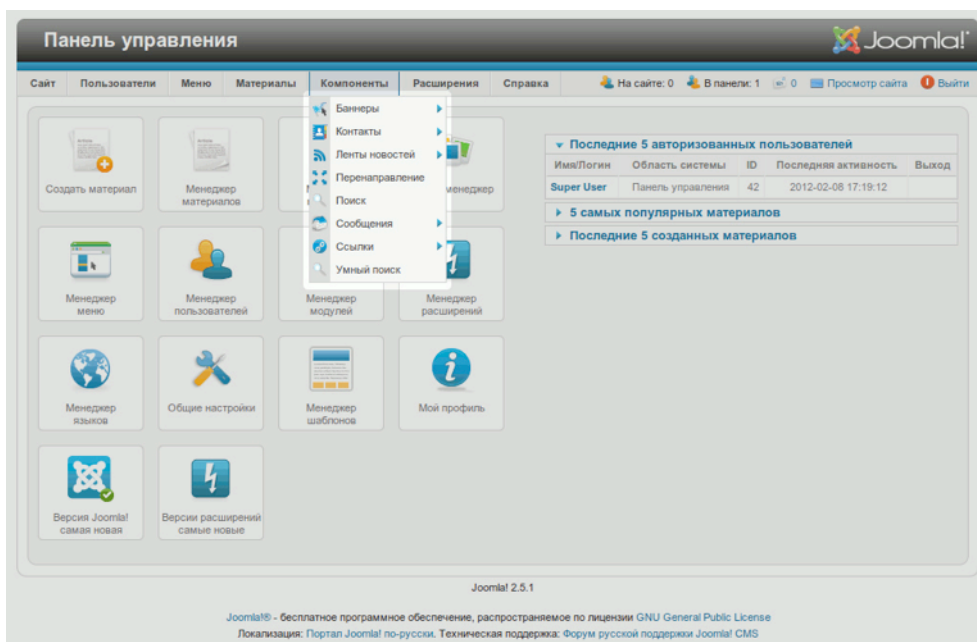 Панель управления
Joomla!
Сайт Пользователи Меню Материалы Компоненты Расширения Справка На сайте: 0 В панели: 1 0 Просмотр сайта Выйти
Баннеры
Контакты
Ленты новостей
Перенаправление
Поиск
Сообщения
Ссылки
Умный поиск
Создать материал
Менеджер
материалов
менеджер
Менеджер
меню
Менеджер
пользователей
Менеджер
модулей
Менеджер
расширений
Менеджер
языков
Общие настройки
Менеджер
шаблонов
Мой профиль
Версия Joomla!
самая новая
Версии расширений
самые новые
Последние 5 авторизованных пользователей
Имя/Логин Область системы ID Последняя активность Выход
Super User Панель управления 42 2012-02-08 17:19:12
5 самых популярных материалов
Последние 5 созданных материалов
Joomla! 2.5.1
Joomla!® - бесплатное программное обеспечение, распространяемое по лицензии GNU General Public License
Локализация: Портал Joomla! по-русски. Техническая поддержка: Форум русской поддержки Joomla! CMS